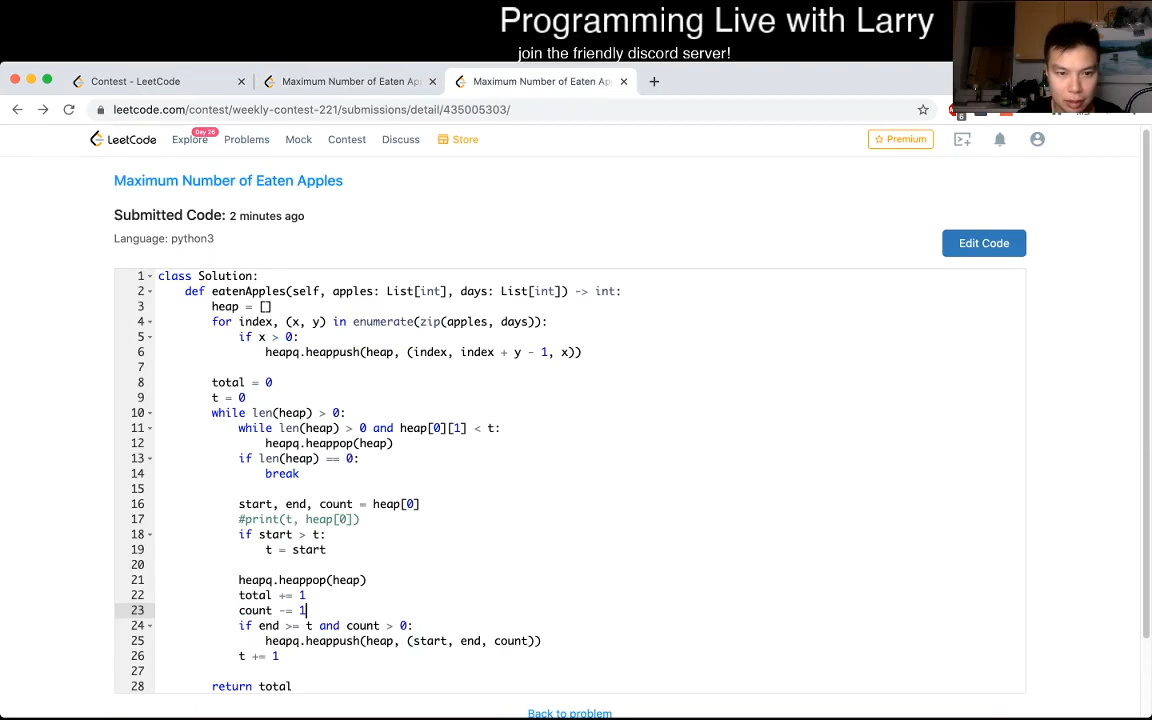 Programming Live with Larry
join the friendly discord server!
Contest - LeetCode
Maximum Number of Eaten Ap
Maximum Number of Eaten Ap
leetcode.com/contest/weekly-contest-221/submissions/detail/435005303/
6
LeetCode
Explore
Day 26
Problems
Mock
Contest
Discuss
Store
Premium
Maximum Number of Eaten Apples
Submitted Code: 2 minutes ago
Language: python3
Edit Code
1 class Solution:
2 def eatenApples(self, apples: List[int], days: List[int]) -> int:
3 heap = []
4 for index, (x, y) in enumerate(zip(apples, days)):
5 if x > 0:
6 heapq.heappush(heap, (index, index + y - 1, x))
7
8 total = 0
9 t = 0
10 while len(heap) > 0:
11 while len(heap) > 0 and heap[0][1] < t:
12 heapq.heappop(heap)
13 if len(heap) == 0:
14 break
15
16 start, end, count = heap[0]
17 #print(t, heap[0])
18 if start > t:
19 t = start
20
21 heapq.heappop(heap)
22 total += 1
23 count -= 1
24 if end >= t and count > 0:
25 heapq.heappush(heap, (start, end, count))
26 t += 1
27
28 return total
Back to problem